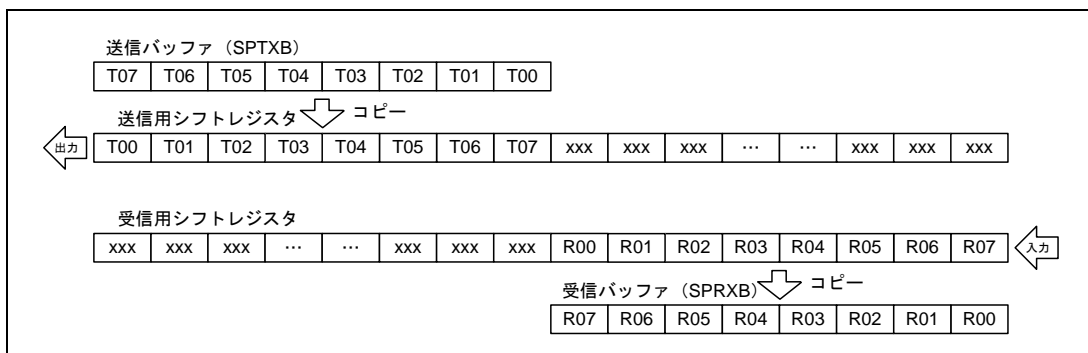 送信バッファ (SPTXB)
T07 T06 T05 T04 T03 T02 T01 T00
コピー
送信用シフトレジスタ
出力 T00 T01 T02 T03 T04 T05 T06 T07 xxx xxx xxx … … xxx xxx xxx
受信用シフトレジスタ
xxx xxx xxx … … xxx xxx xxx R00 R01 R02 R03 R04 R05 R06 R07 入力
コピー
受信バッファ (SPRXB)
R07 R06 R05 R04 R03 R02 R01 R00